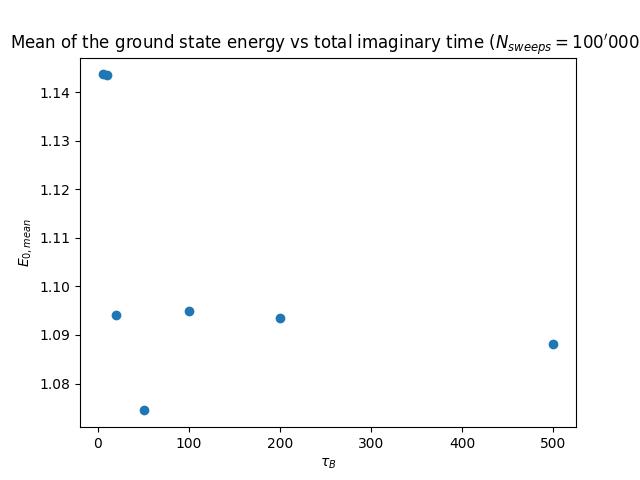 Mean of the ground state energy vs total imaginary time (N_sweeps = 100'000
1.14
1.13
1.12
1.11
1.10
1.09
1.08
E_0,mean
0 100 200 300 400 500
τ_B